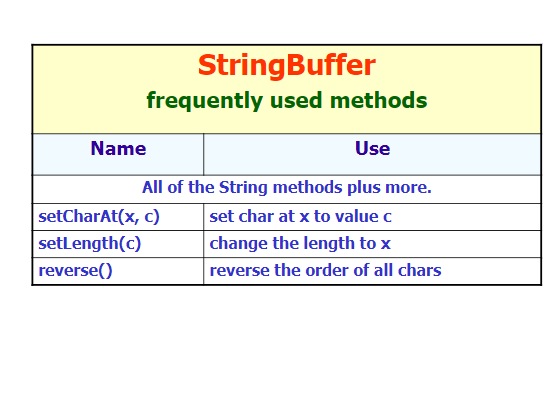 StringBuffer
frequently used methods
Name Use
All of the String methods plus more.
setCharAt(x, c) set char at x to value c
setLength(c) change the length to x
reverse() reverse the order of all chars